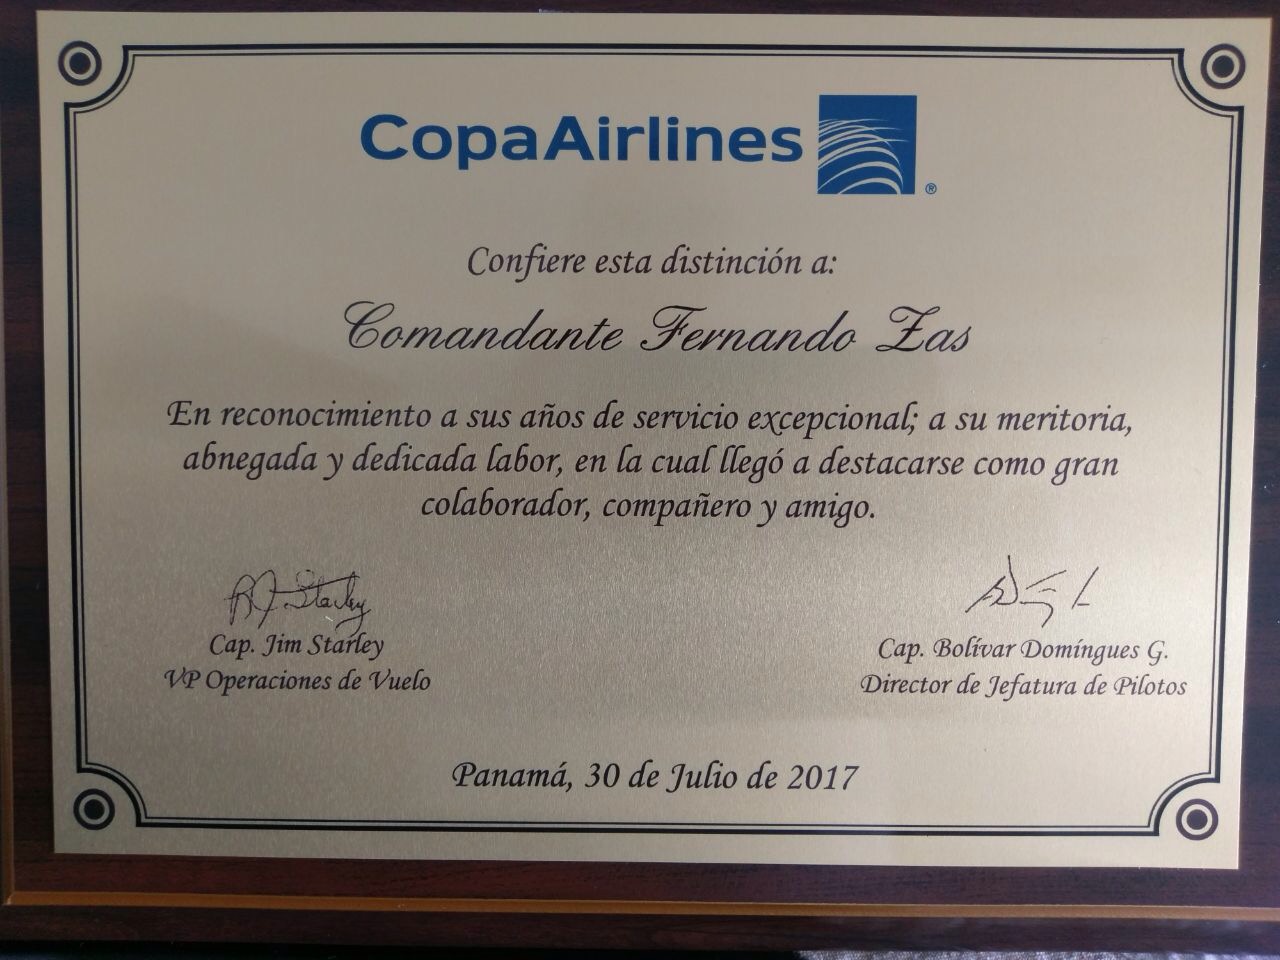 CopaAirlines ®
Confiere esta distinción a:
Comandante Fernando Zas
En reconocimiento a sus años de servicio excepcional; a su meritoria,
abnegada y dedicada labor, en la cual llegó a destacarse como gran
colaborador, compañero y amigo.
Cap. Jim Starley
VP Operaciones de Vuelo
Cap. Bolívar Domíngues G.
Director de Jefatura de Pilotos
Panamá, 30 de Julio de 2017